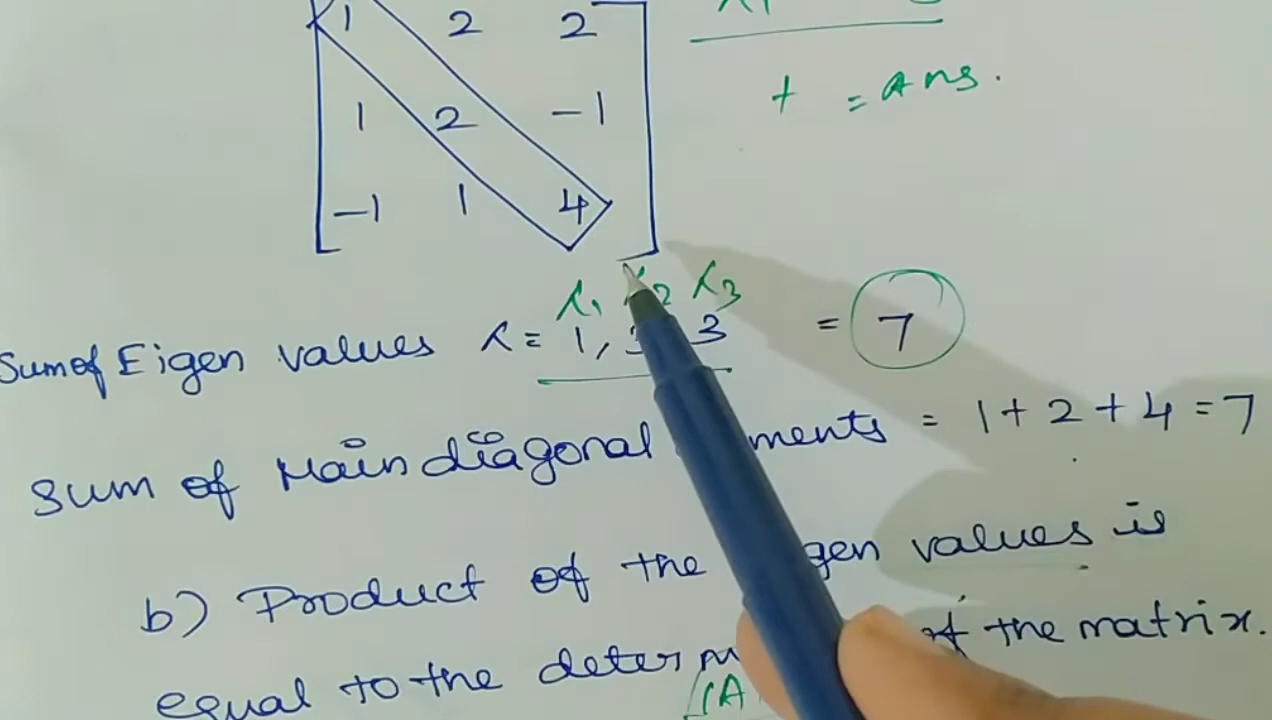 1 2 2
+ = Ans.
1 2 -1
-1 1 4
λ1 2 λ3
Sum of Eigen values λ = 1, 3 = 7
Sum of Main diagonal ments = 1+2+4=7
b) Product of the gen values is
equal to the deter of the matrix.
|A